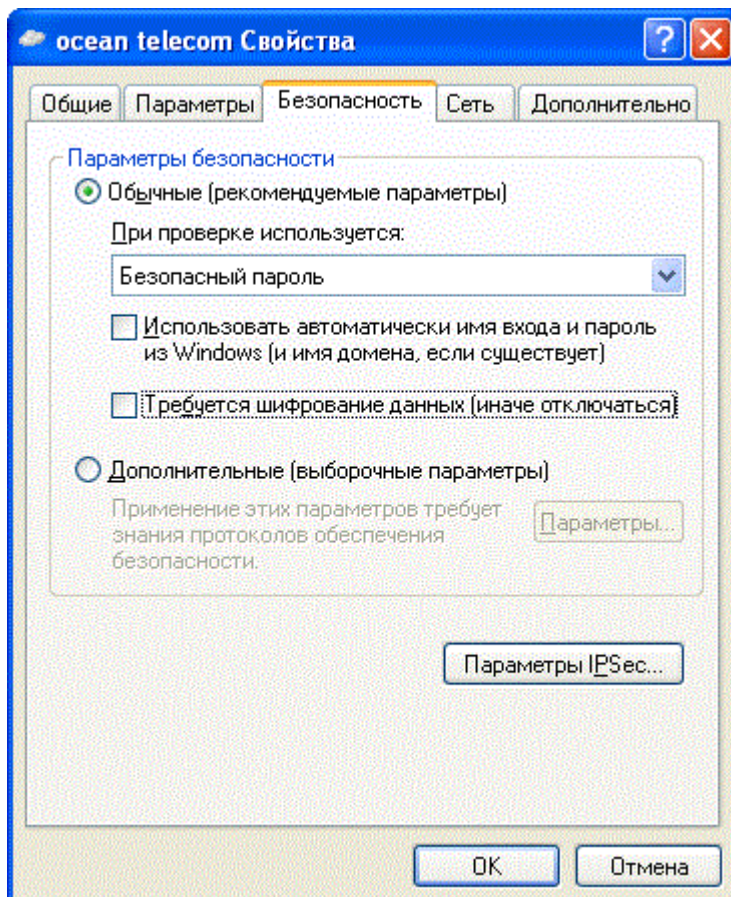 ocean telecom Свойства
Общие Параметры Безопасность Сеть Дополнительно
Параметры безопасности
Обычные (рекомендуемые параметры)
При проверке используется:
Безопасный пароль
Использовать автоматически имя входа и пароль
из Windows (и имя домена, если существует)
Требуется шифрование данных (иначе отключаться)
Дополнительные (выборочные параметры)
Применение этих параметров требует
знания протоколов обеспечения
безопасности.
Параметры...
Параметры IPSec...
OK Отмена